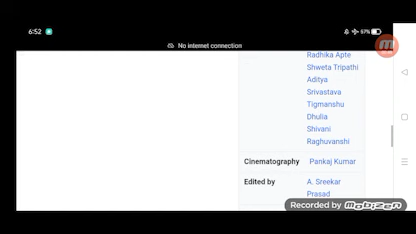 6:52
67%
No internet connection
Radhika Apte
Shweta Tripathi
Aditya
Srivastava
Tigmanshu
Dhulia
Shivani
Raghuvanshi
Cinematography Pankaj Kumar
Edited by A. Sreekar
Prasad
Recorded by Mobizen